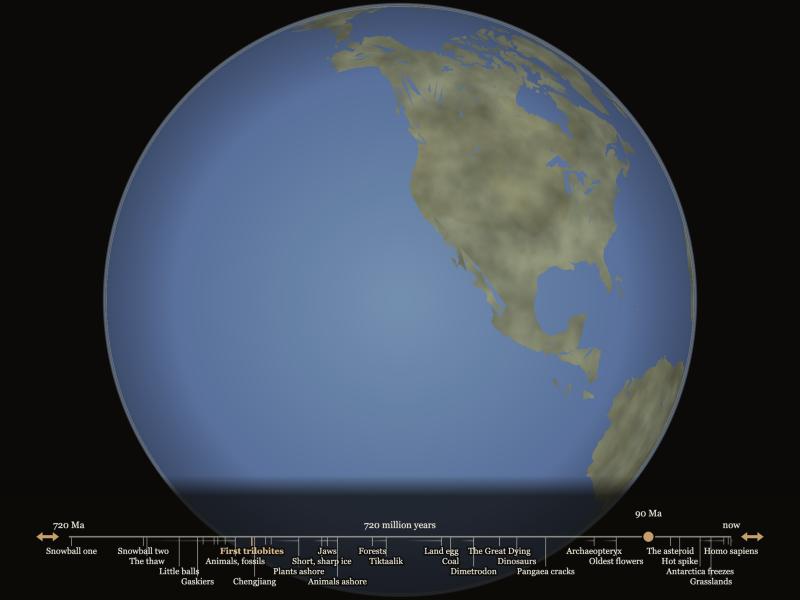 90 Ma
720 Ma 720 million years now
Snowball one Snowball two First trilobites Jaws Forests Land egg The Great Dying Archaeopteryx The asteroid Homo sapiens
The thaw Animals, fossils Short, sharp ice Tiktaalik Coal Dinosaurs Oldest flowers Hot spike
Little balls Plants ashore Dimetrodon Pangaea cracks Antarctica freezes
Gaskiers Chengjiang Animals ashore Grasslands